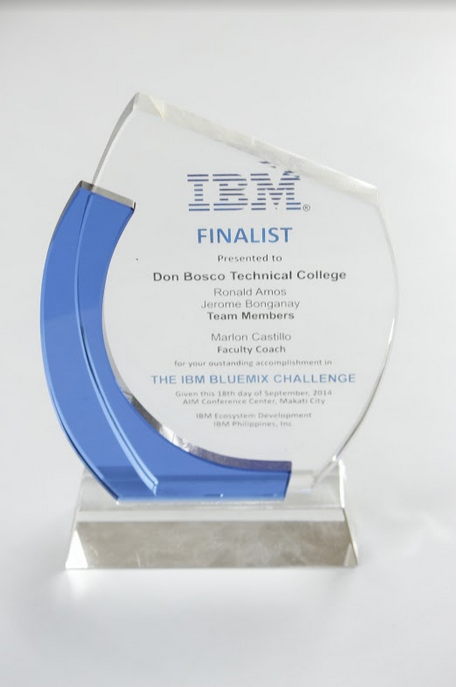 IBM®
FINALIST
Presented to
Don Bosco Technical College
Ronald Amos
Jerome Bonganay
Team Members
Marlon Castillo
Faculty Coach
for your oustanding accomplishment in
THE IBM BLUEMIX CHALLENGE
Given this 18th day of September, 2014
AIM Conference Center, Makati City
IBM Ecosystem Development
IBM Philippines, Inc.